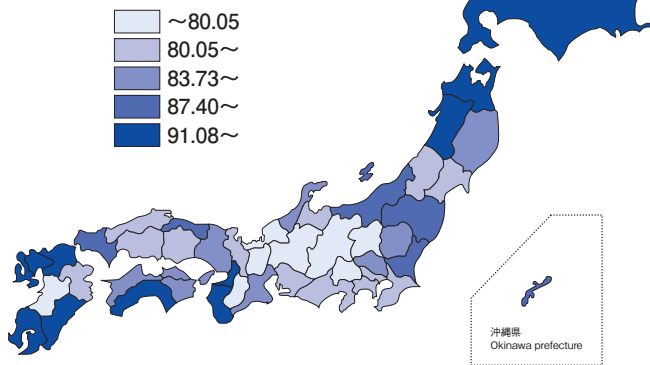 ～80.05
80.05～
83.73～
87.40～
91.08～
沖縄県
Okinawa prefecture